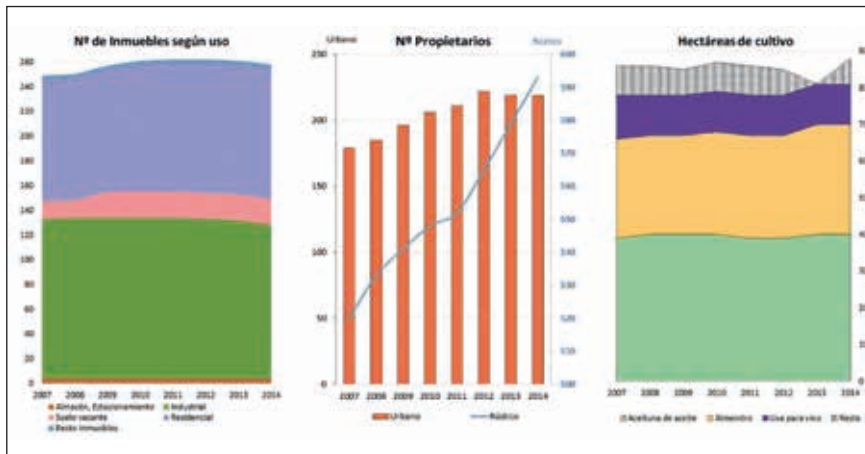 Nº de Inmuebles según uso
260
240
220
200
180
160
140
120
100
80
60
40
20
0
2007 2008 2009 2010 2011 2012 2013 2014
Almacén, Estacionamiento
Industrial
Suelo vacante
Residencial
Resto inmuebles
Urbano
Nº Propietarios
Rústico
250
200
150
100
50
0
2007 2008 2009 2010 2011 2012 2013 2014
Urbano
Rústico
Hectáreas de cultivo
2007 2008 2009 2010 2011 2012 2013 2014
Aceituna de aceite
Almendro
Uva para vino
Resto